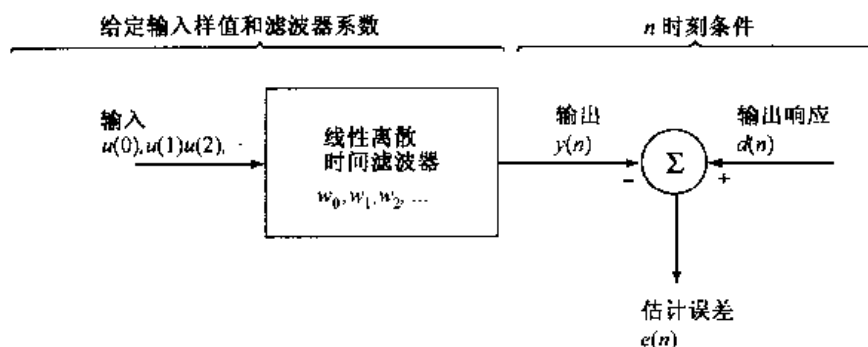 给定输入样值和滤波器系数
n 时刻条件
输入
u(0),u(1)u(2), ·
线性离散
时间滤波器
w₀,w₁,w₂, …
输出
y(n)
输出响应
d(n)
Σ
−
+
估计误差
e(n)